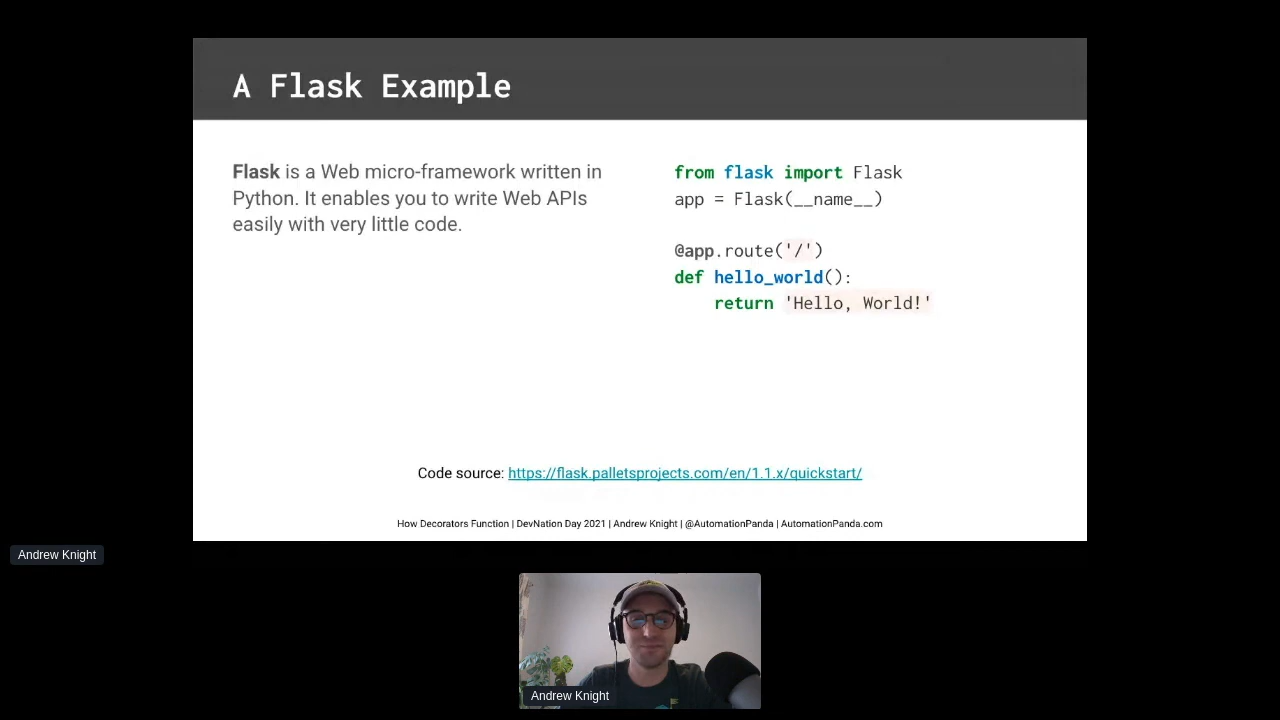 A Flask Example
Flask is a Web micro-framework written in
Python. It enables you to write Web APIs
easily with very little code.
from flask import Flask
app = Flask(__name__)
@app.route('/')
def hello_world():
    return 'Hello, World!'
Code source: https://flask.palletsprojects.com/en/1.1.x/quickstart/
How Decorators Function | DevNation Day 2021 | Andrew Knight | @AutomationPanda | AutomationPanda.com
Andrew Knight
Andrew Knight